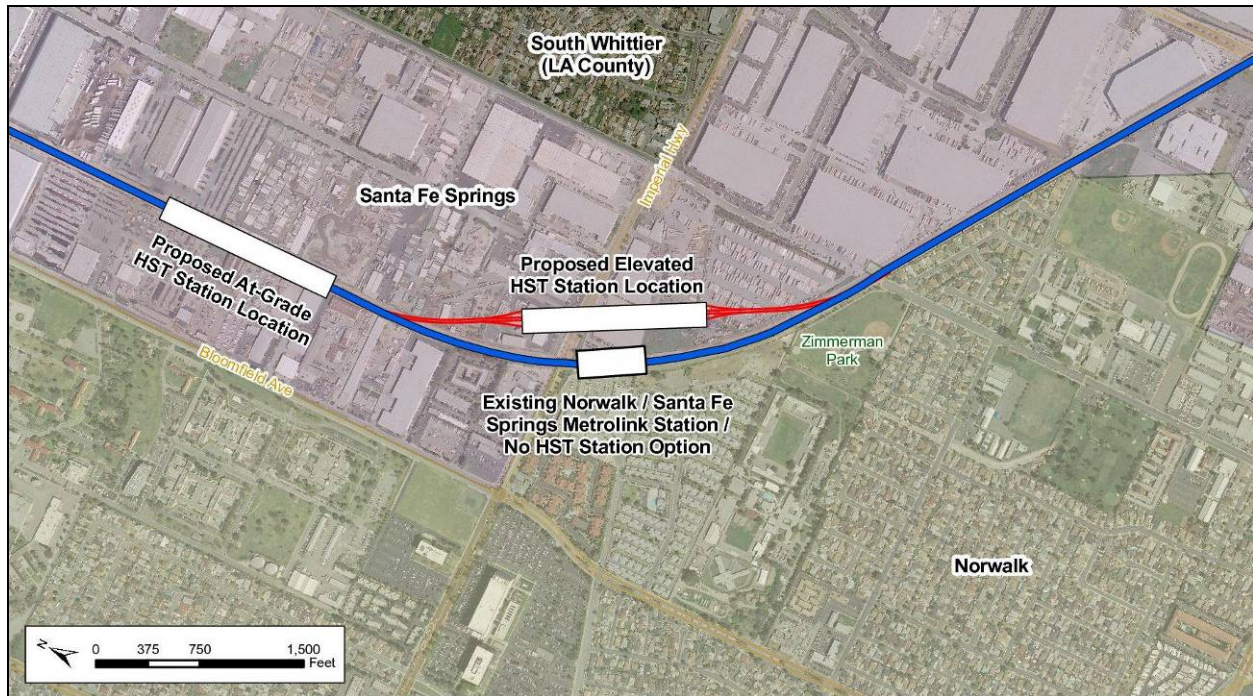 South Whittier
(LA County)
Imperial Hwy
Santa Fe Springs
Proposed At-Grade
HST Station Location
Proposed Elevated
HST Station Location
Zimmerman
Park
Bloomfield Ave
Existing Norwalk / Santa Fe
Springs Metrolink Station /
No HST Station Option
Norwalk
N
0 375 750 1,500
Feet